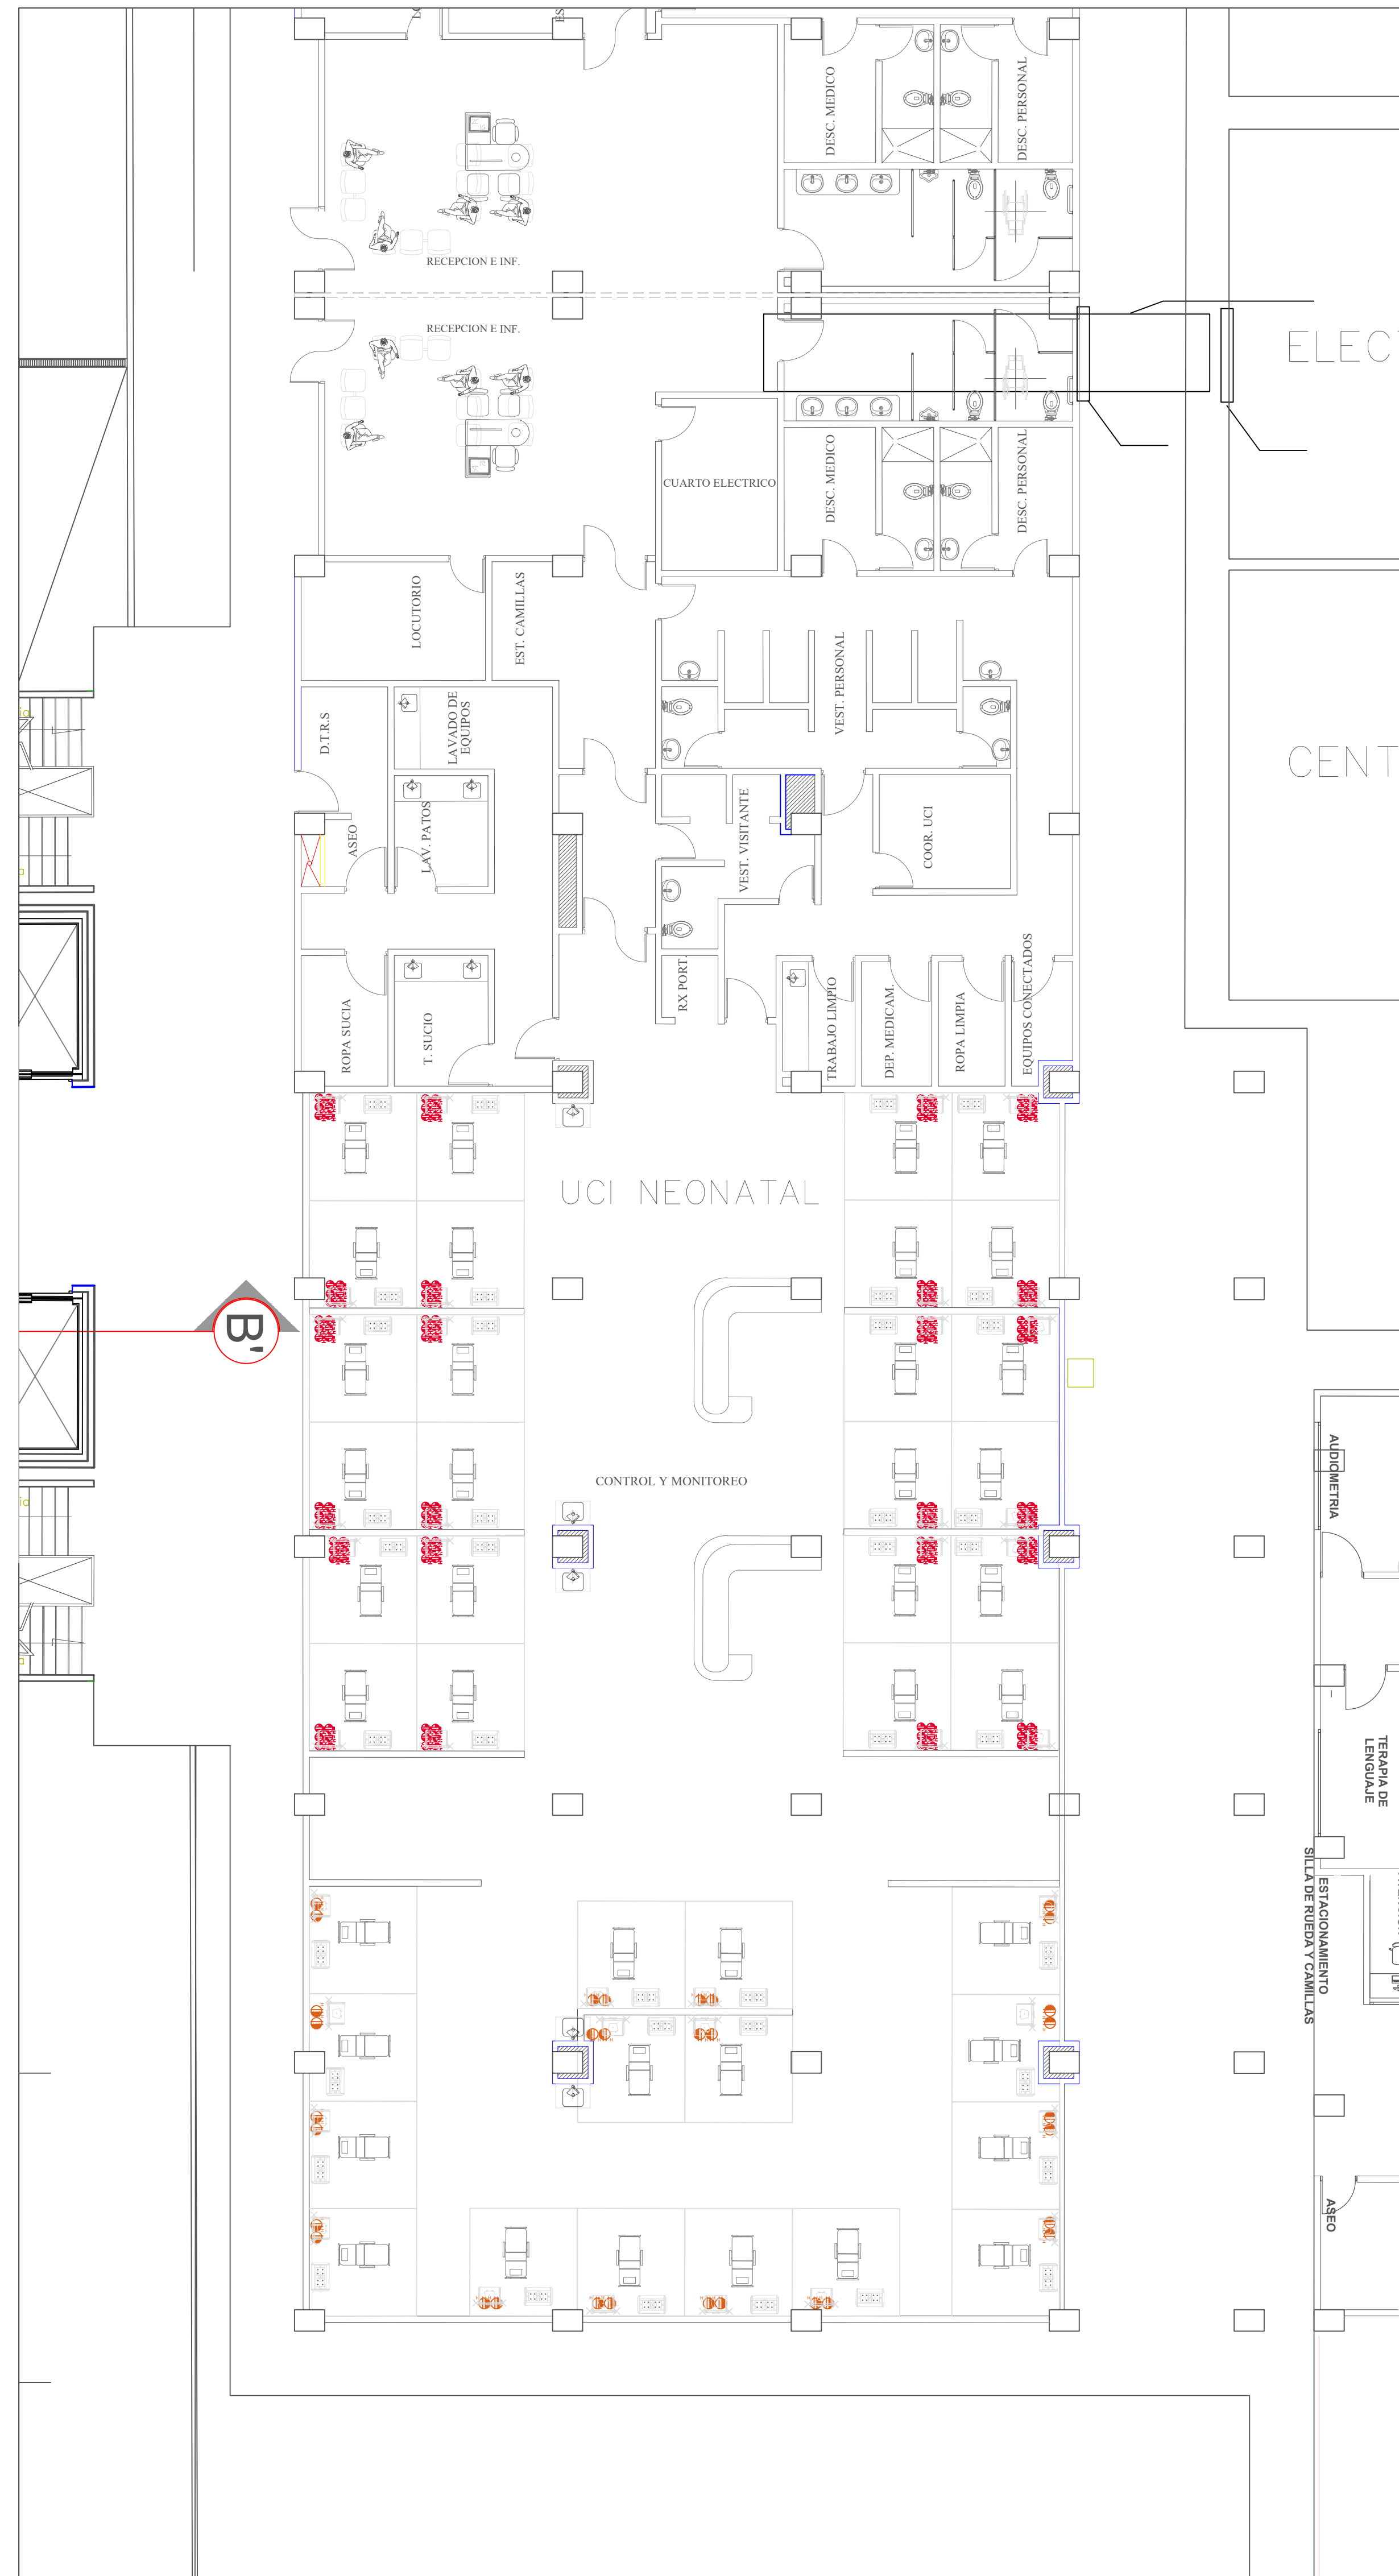 DESC. MEDICO
DESC. PERSONAL
RECEPCION E INF.
RECEPCION E INF.
ELEC
CUARTO ELECTRICO
DESC. MEDICO
DESC. PERSONAL
LOCUTORIO
EST. CAMILLAS
VEST. PERSONAL
D.T.R.S
LAVADO DE
EQUIPOS
CENT
ASEO
LAV. PATOS
VEST. VISITANTE
COOR. UCI
ROPA SUCIA
T. SUCIO
RX PORT.
TRABAJO LIMPIO
DEP. MEDICAM.
ROPA LIMPIA
EQUIPOS CONECTADOS
UCI NEONATAL
B'
CONTROL Y MONITOREO
AUDIOMETRIA
TERAPIA DE
LENGUAJE
ESTACIONAMIENTO
SILLA DE RUEDA Y CAMILLAS
ASEO